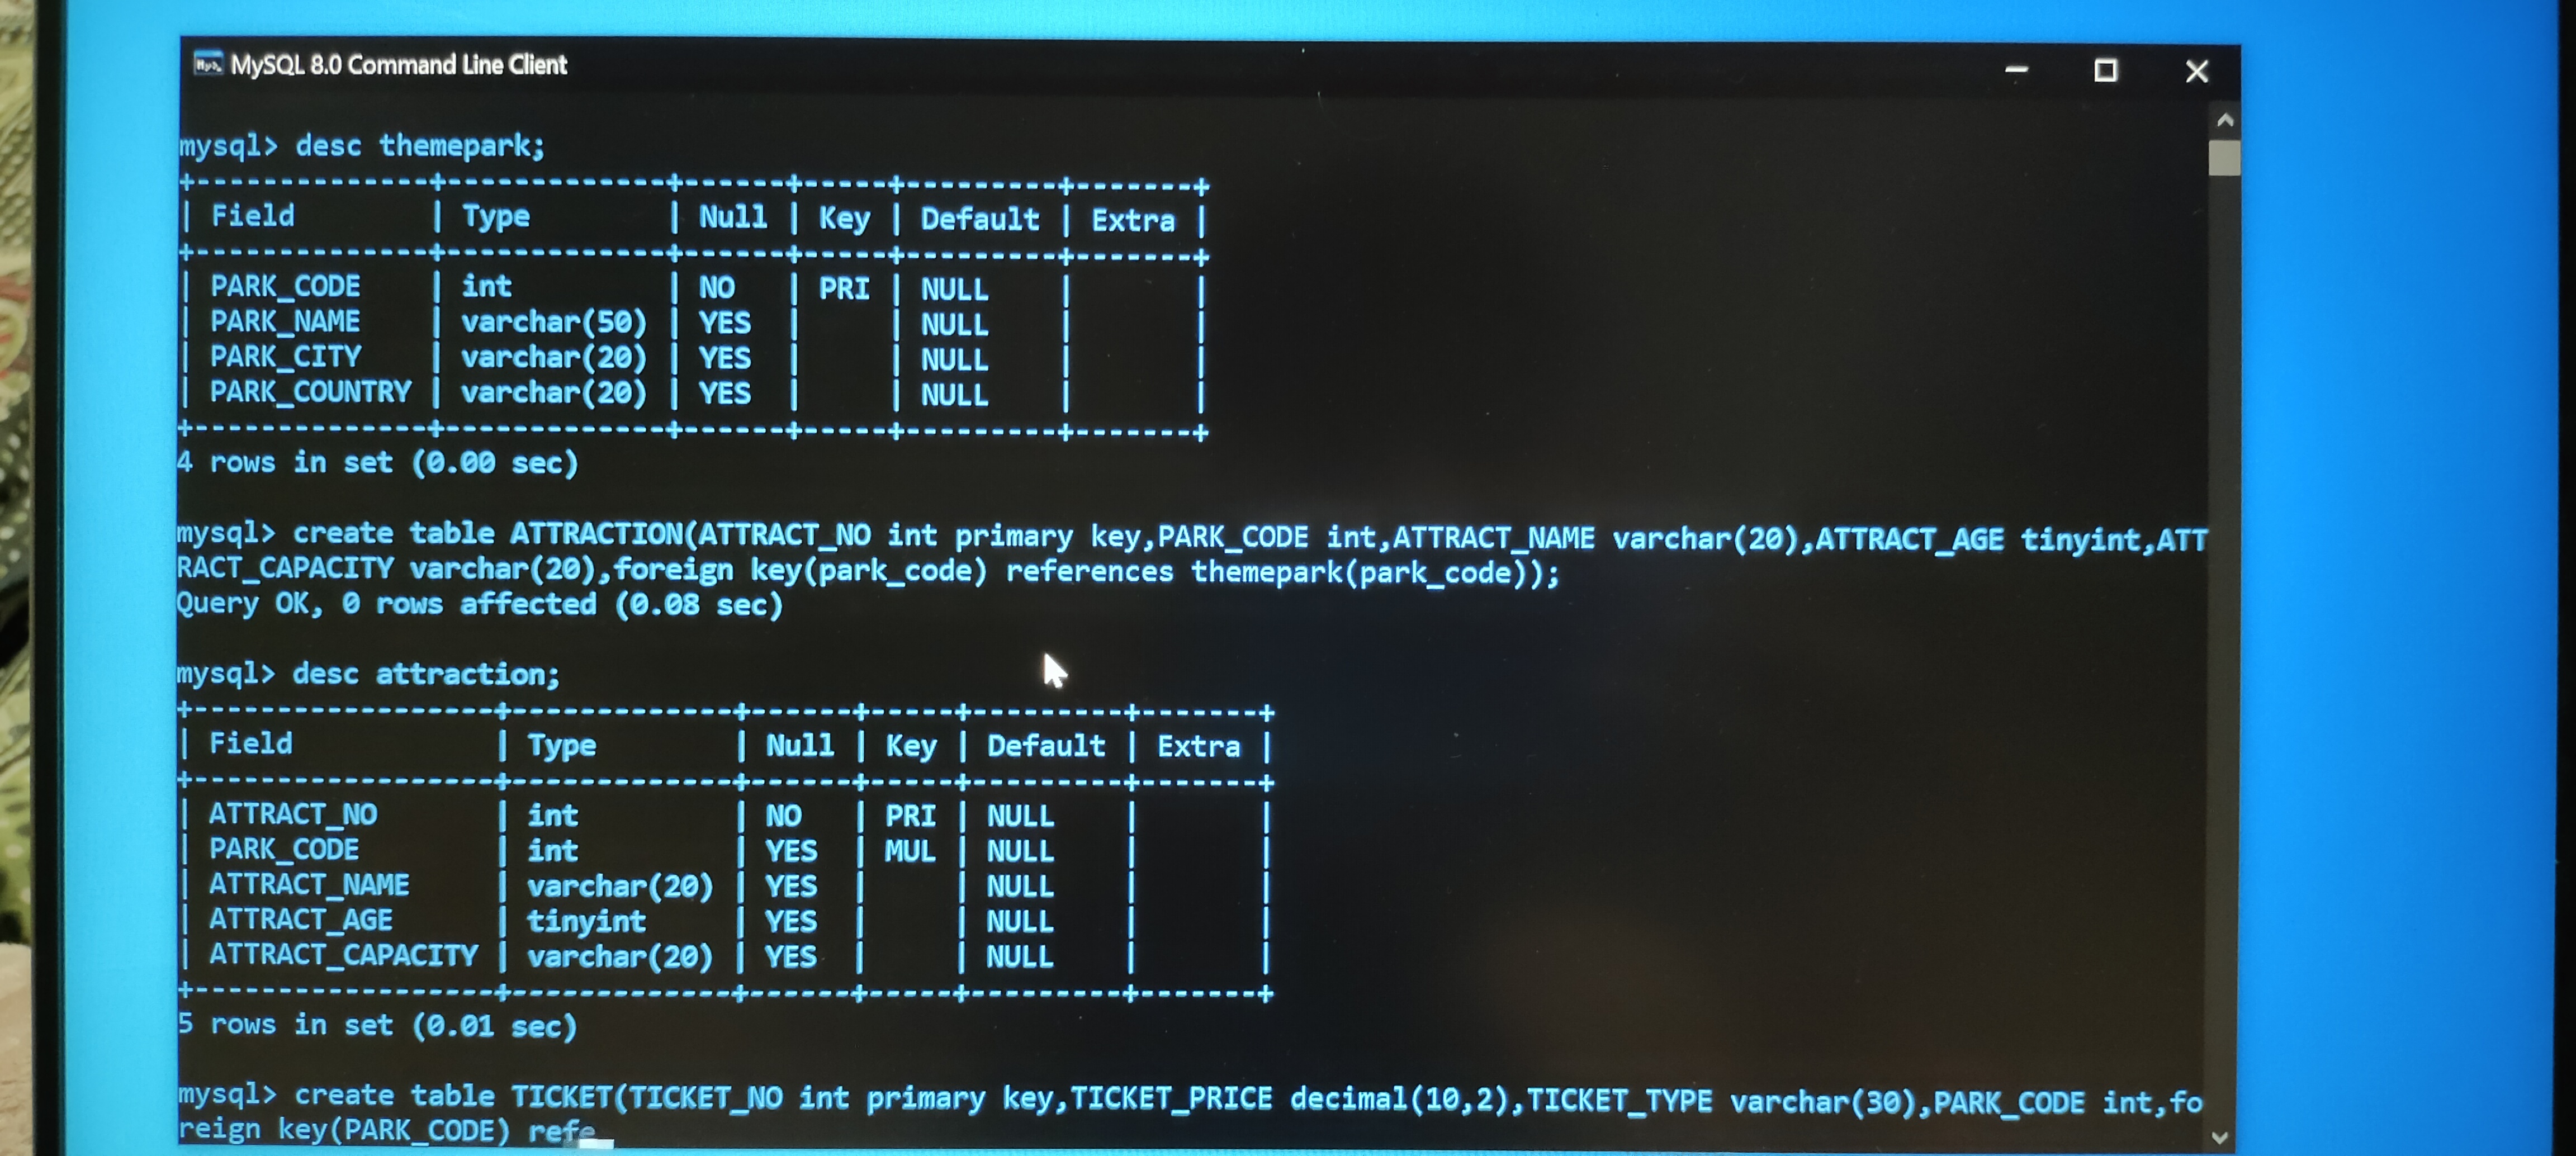 MySQL 8.0 Command Line Client
mysql> desc themepark;
+--------------+-------------+------+-----+---------+-------+
| Field        | Type        | Null | Key | Default | Extra |
+--------------+-------------+------+-----+---------+-------+
| PARK_CODE    | int         | NO   | PRI | NULL    |       |
| PARK_NAME    | varchar(50) | YES  |     | NULL    |       |
| PARK_CITY    | varchar(20) | YES  |     | NULL    |       |
| PARK_COUNTRY | varchar(20) | YES  |     | NULL    |       |
+--------------+-------------+------+-----+---------+-------+
4 rows in set (0.00 sec)
mysql> create table ATTRACTION(ATTRACT_NO int primary key,PARK_CODE int,ATTRACT_NAME varchar(20),ATTRACT_AGE tinyint,ATT
RACT_CAPACITY varchar(20),foreign key(park_code) references themepark(park_code));
Query OK, 0 rows affected (0.08 sec)
mysql> desc attraction;
+------------------+-------------+------+-----+---------+-------+
| Field            | Type        | Null | Key | Default | Extra |
+------------------+-------------+------+-----+---------+-------+
| ATTRACT_NO       | int         | NO   | PRI | NULL    |       |
| PARK_CODE        | int         | YES  | MUL | NULL    |       |
| ATTRACT_NAME     | varchar(20) | YES  |     | NULL    |       |
| ATTRACT_AGE      | tinyint     | YES  |     | NULL    |       |
| ATTRACT_CAPACITY | varchar(20) | YES  |     | NULL    |       |
+------------------+-------------+------+-----+---------+-------+
5 rows in set (0.01 sec)
mysql> create table TICKET(TICKET_NO int primary key,TICKET_PRICE decimal(10,2),TICKET_TYPE varchar(30),PARK_CODE int,fo
reign key(PARK_CODE) refe